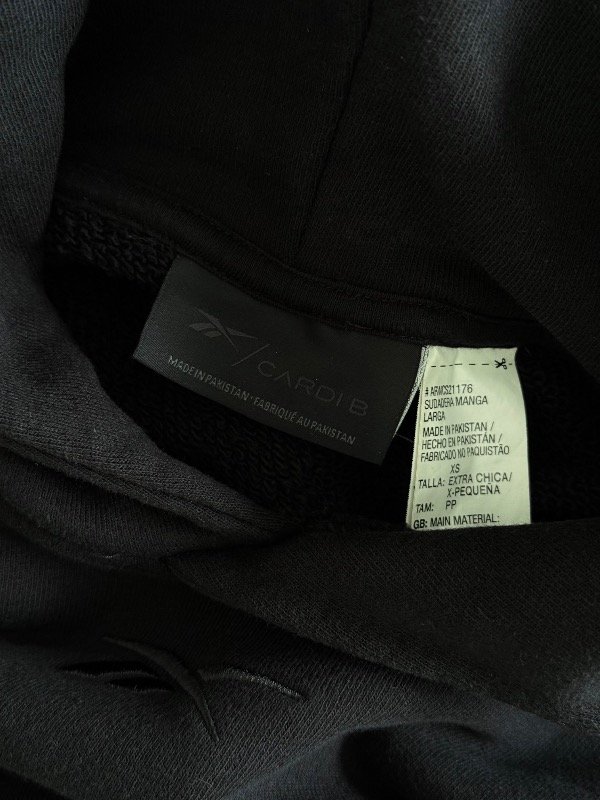 CARDI B
MADE IN PAKISTAN · FABRIQUÉ AU PAKISTAN
# ARMCS21176
SUDADERA MANGA
LARGA
MADE IN PAKISTAN /
HECHO EN PAKISTÁN /
FABRICADO NO PAQUISTÃO
XS
TALLA: EXTRA CHICA/
X-PEQUEÑA
TAM: PP
GB: MAIN MATERIAL: